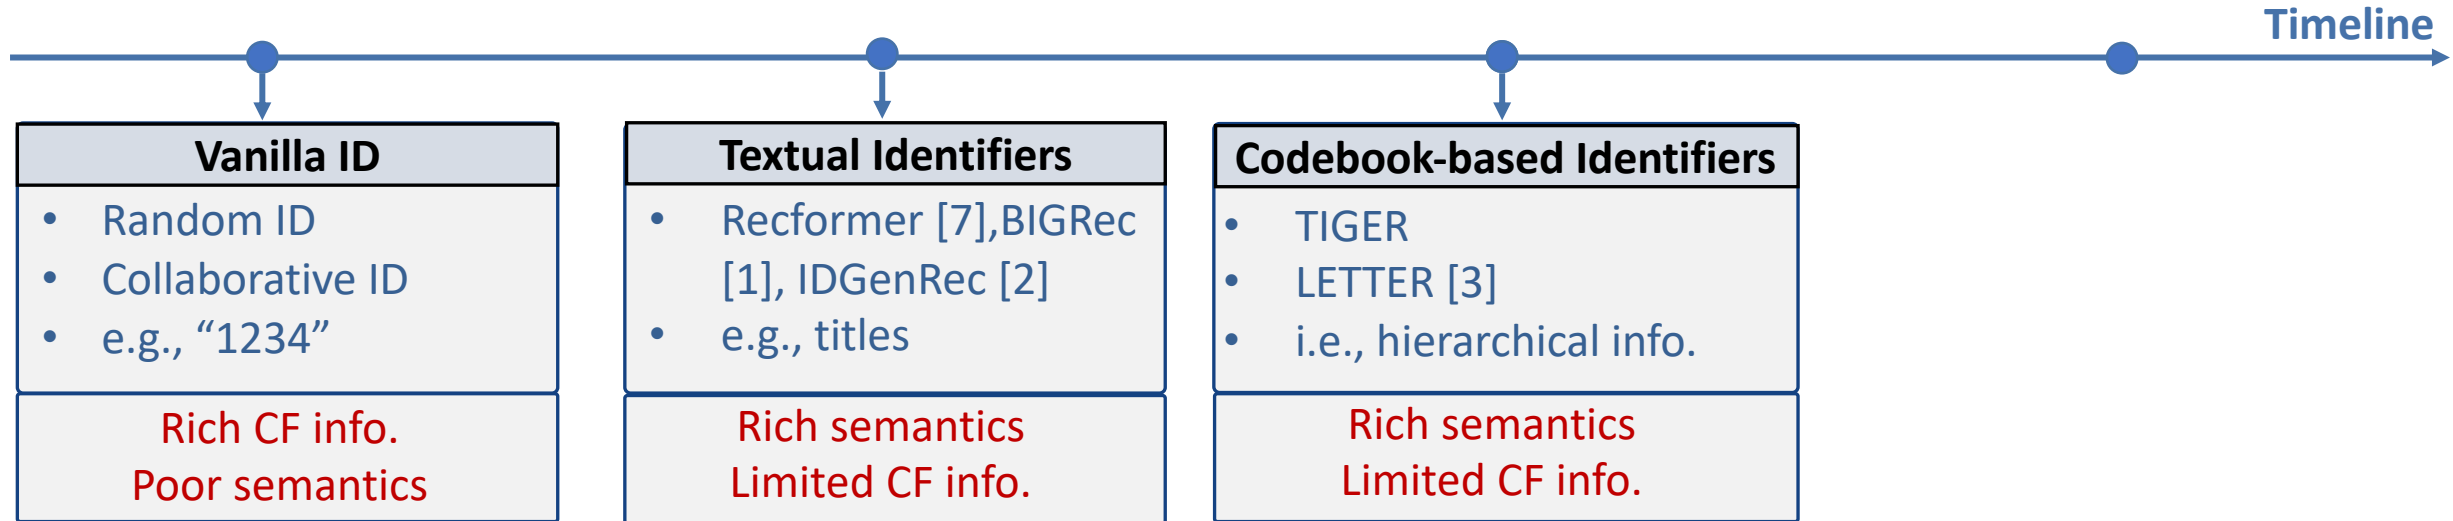 Timeline
Vanilla ID
• Random ID
• Collaborative ID
• e.g., “1234”
Rich CF info.
Poor semantics
Textual Identifiers
• Recformer [7],BIGRec
[1], IDGenRec [2]
• e.g., titles
Rich semantics
Limited CF info.
Codebook-based Identifiers
• TIGER
• LETTER [3]
• i.e., hierarchical info.
Rich semantics
Limited CF info.